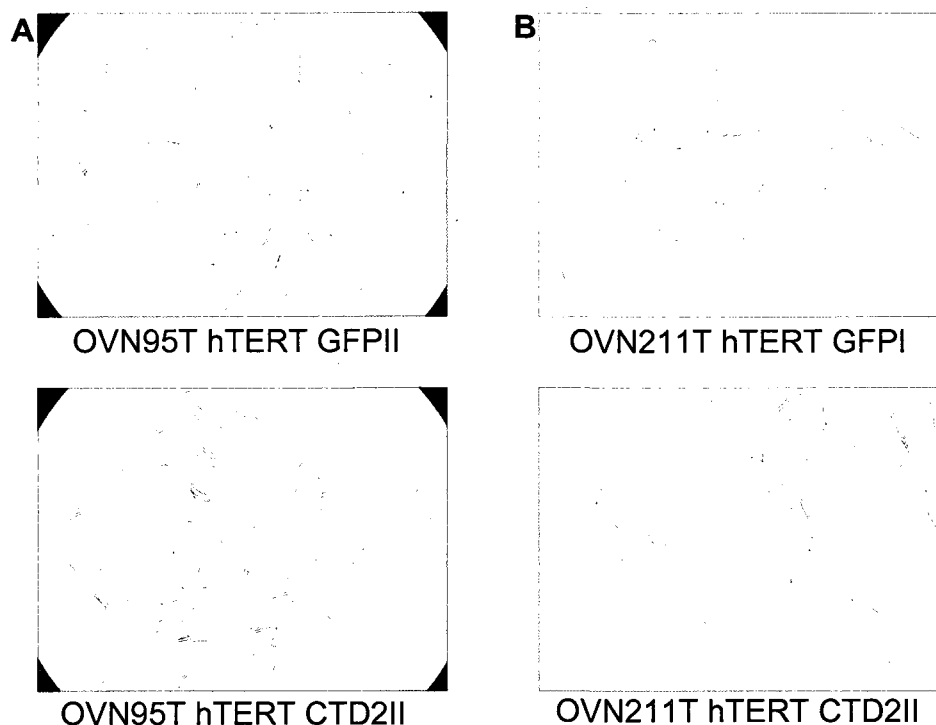 A
B
OVN95T hTERT GFPII
OVN211T hTERT GFPI
OVN95T hTERT CTD2II
OVN211T hTERT CTD2II